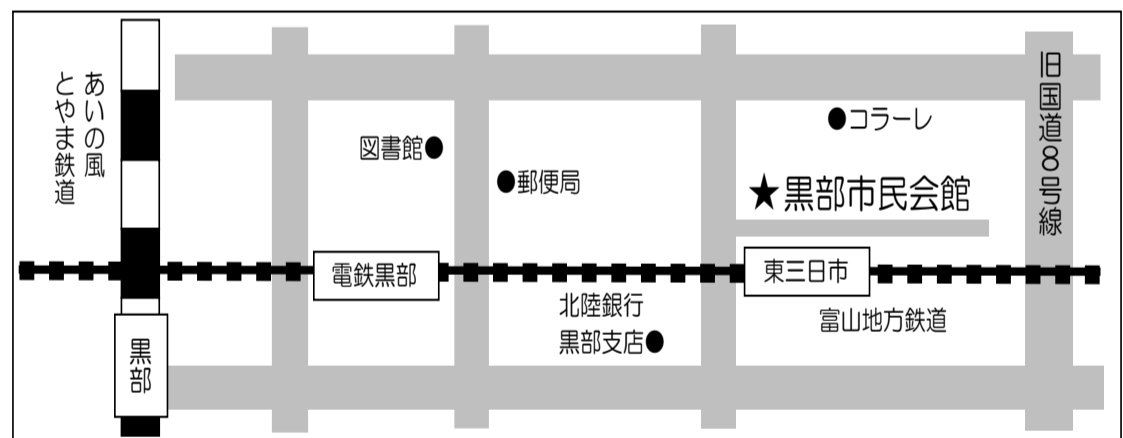 あいの風
とやま鉄道
図書館
郵便局
コラーレ
旧国道8号線
★黒部市民会館
電鉄黒部
東三日市
北陸銀行
黒部支店
富山地方鉄道
黒部